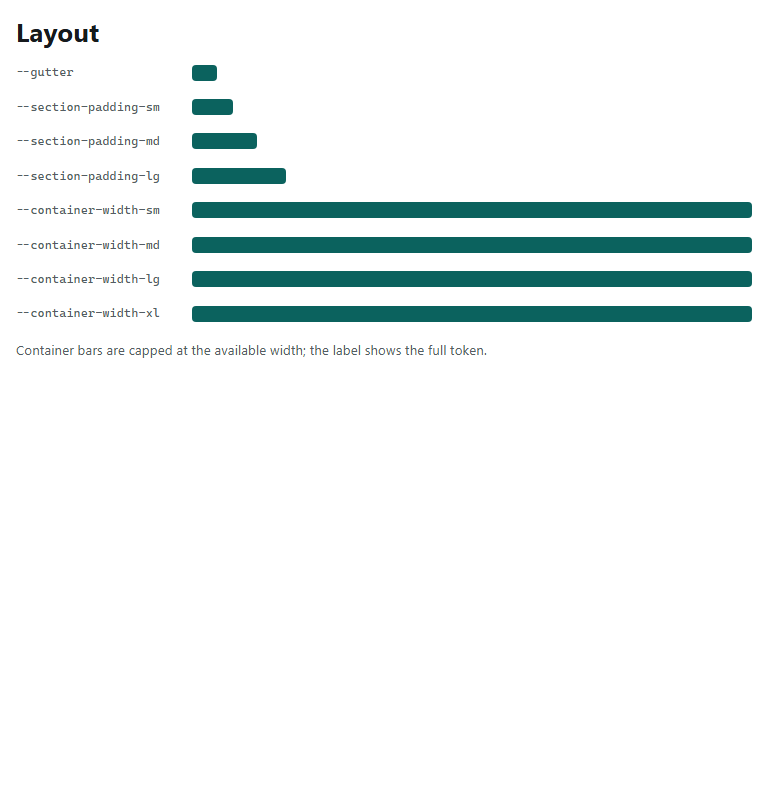 Layout
--gutter
--section-padding-sm
--section-padding-md
--section-padding-lg
--container-width-sm
--container-width-md
--container-width-lg
--container-width-xl
Container bars are capped at the available width; the label shows the full token.